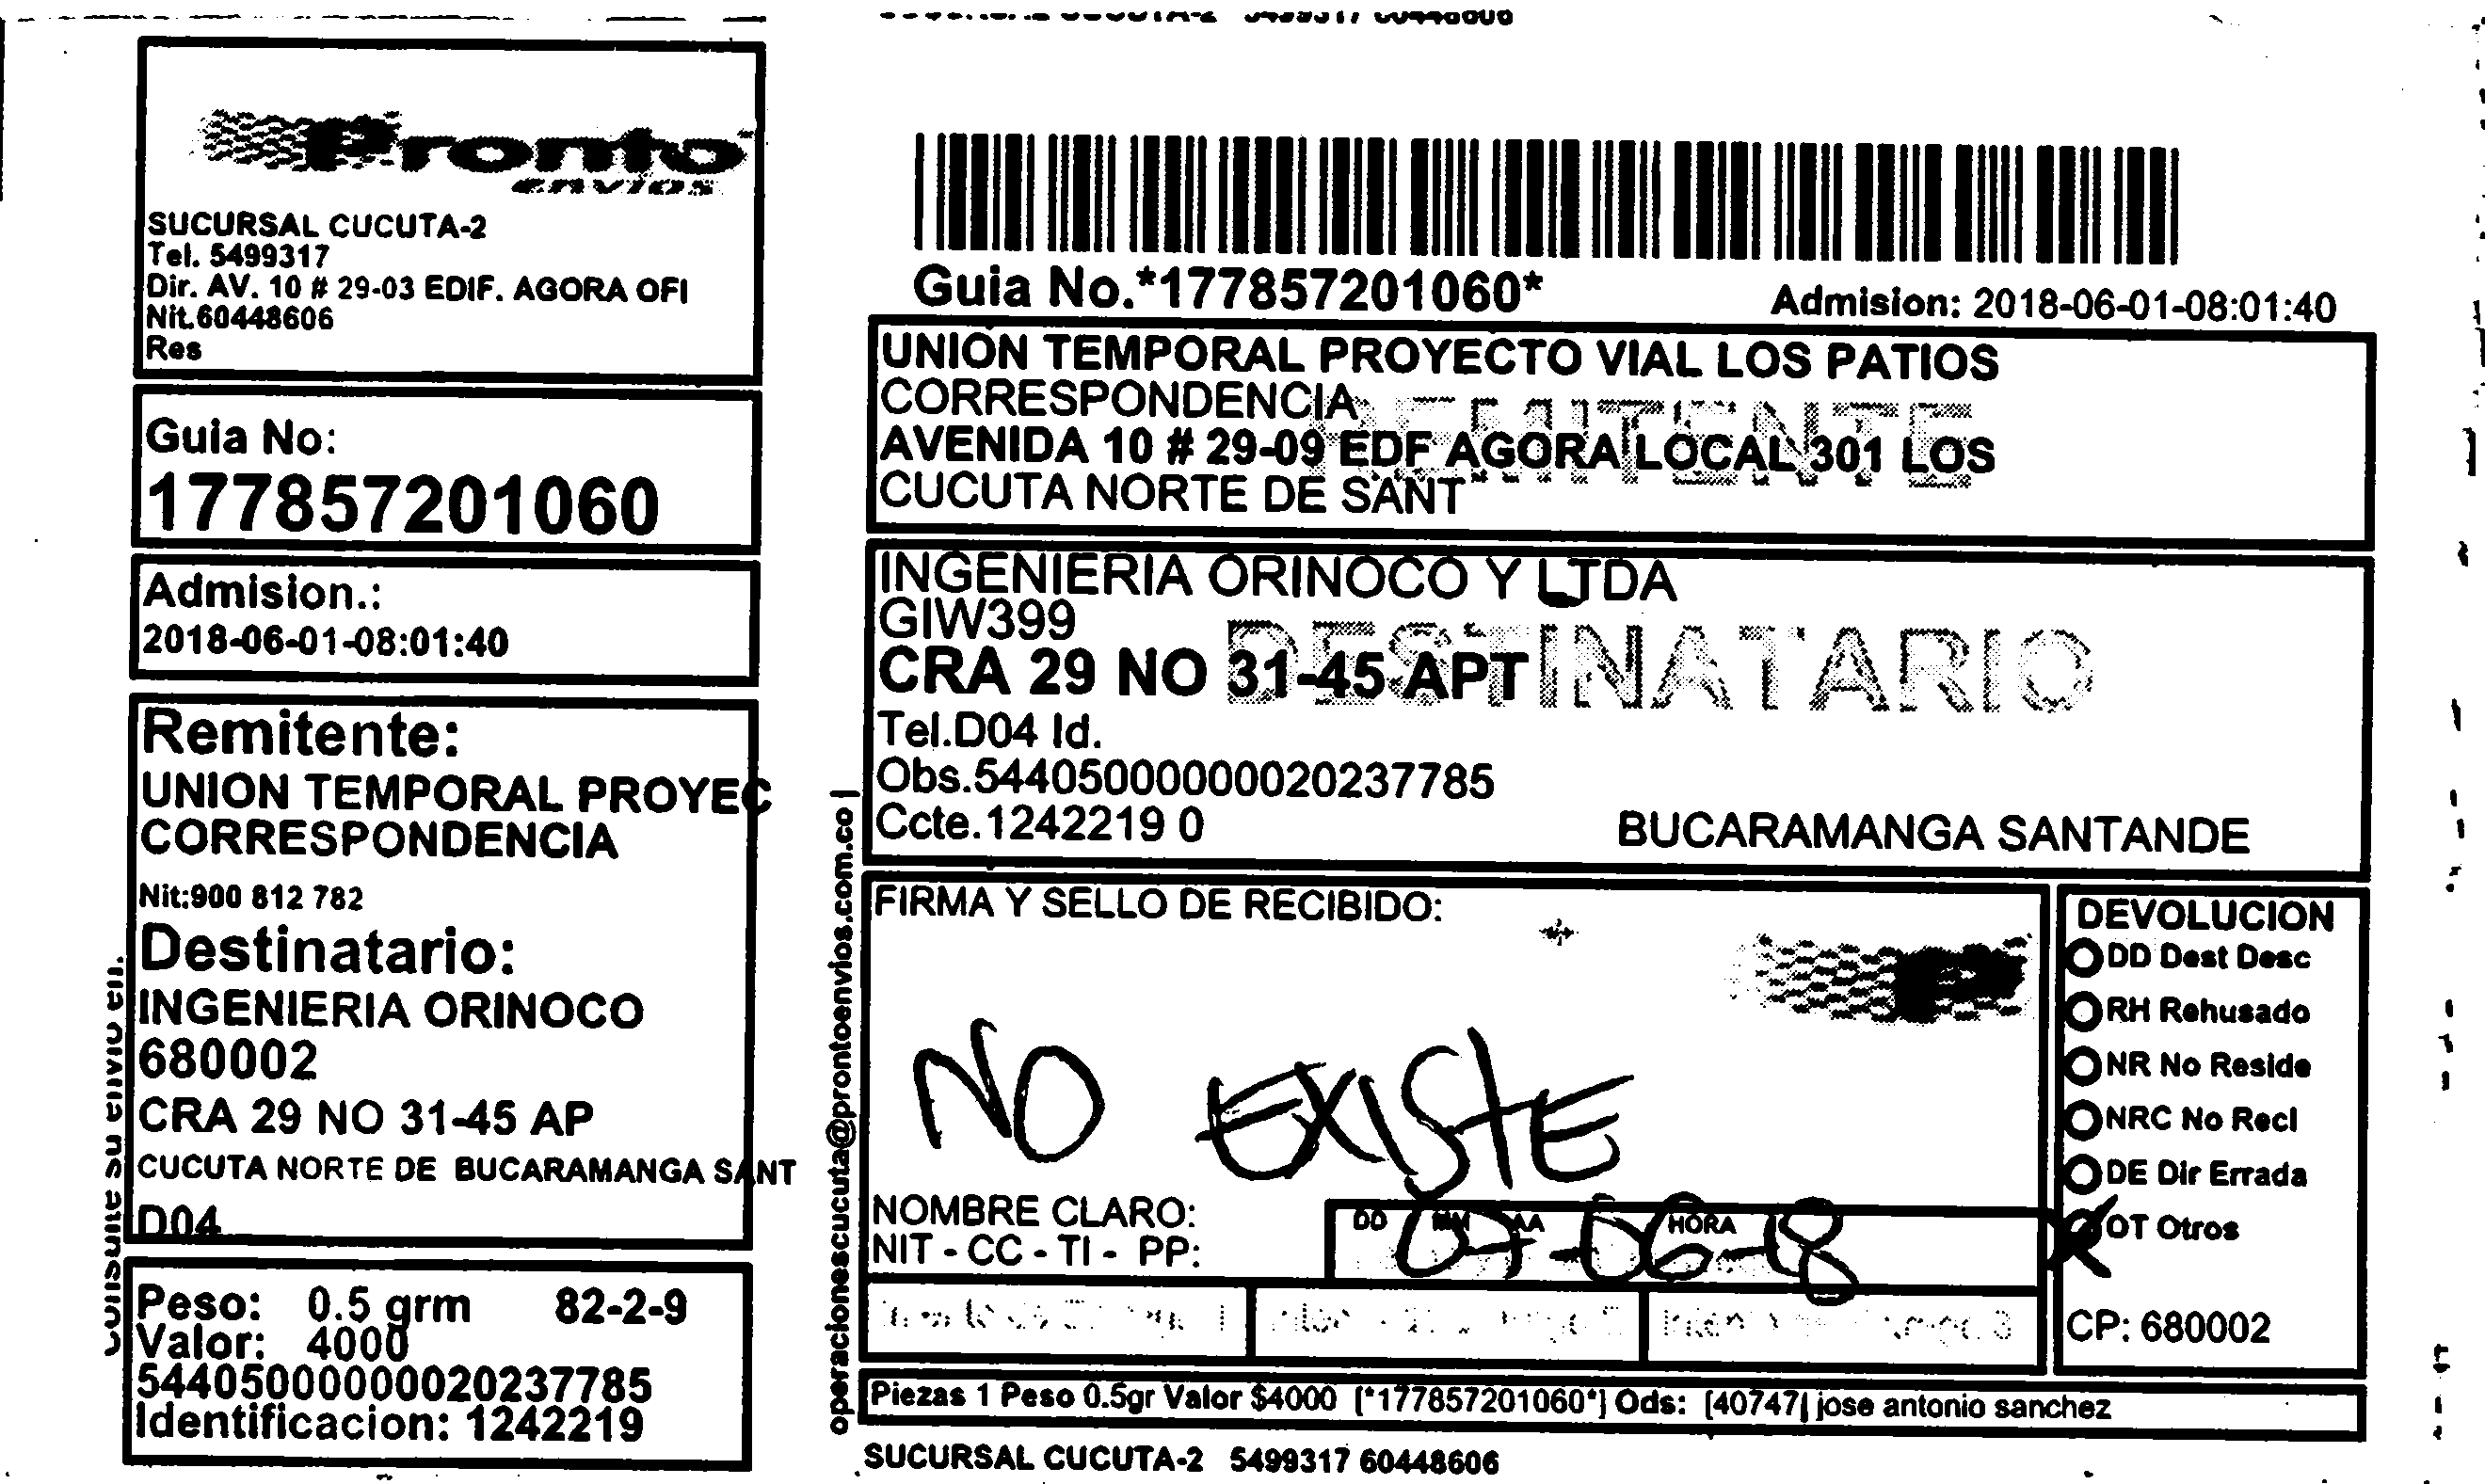 Pronto
envios
SUCURSAL CUCUTA-2
Tel. 5499317
Dir. AV. 10 # 29-03 EDIF. AGORA OFI
Nit.60448606
Res
Guia No:
177857201060
Admision.:
2018-06-01-08:01:40
Remitente:
UNION TEMPORAL PROYEC
CORRESPONDENCIA
Nit:900 812 782
Destinatario:
INGENIERIA ORINOCO
680002
CRA 29 NO 31-45 AP
CUCUTA NORTE DE BUCARAMANGA SANT
D04
Peso: 0.5 grm 82-2-9
Valor: 4000
544050000000020237785
Identificacion: 1242219
Consulte su envio en.
operacionescucuta@prontoenvios.com.co |
Guia No.*177857201060*
Admision: 2018-06-01-08:01:40
UNION TEMPORAL PROYECTO VIAL LOS PATIOS
CORRESPONDENCIA
REMITENTE
AVENIDA 10 # 29-09 EDF AGORA LOCAL 301 LOS
CUCUTA NORTE DE SANT
INGENIERIA ORINOCO Y LTDA
GIW399
DESTINATARIO
CRA 29 NO 31-45 APT
Tel.D04 Id.
Obs.544050000000020237785
Ccte.1242219 0
BUCARAMANGA SANTANDE
FIRMA Y SELLO DE RECIBIDO:
P
NO EXISTE
NOMBRE CLARO:
NIT - CC - TI - PP:
DD MM AA HORA
07-06-18
DEVOLUCION
DD Dest Desc
RH Rehusado
NR No Reside
NRC No Recl
DE Dir Errada
OT Otros
CP: 680002
Piezas 1 Peso 0.5gr Valor $4000 [*177857201060*] Ods: [40747] jose antonio sanchez
SUCURSAL CUCUTA-2 5499317 60448606